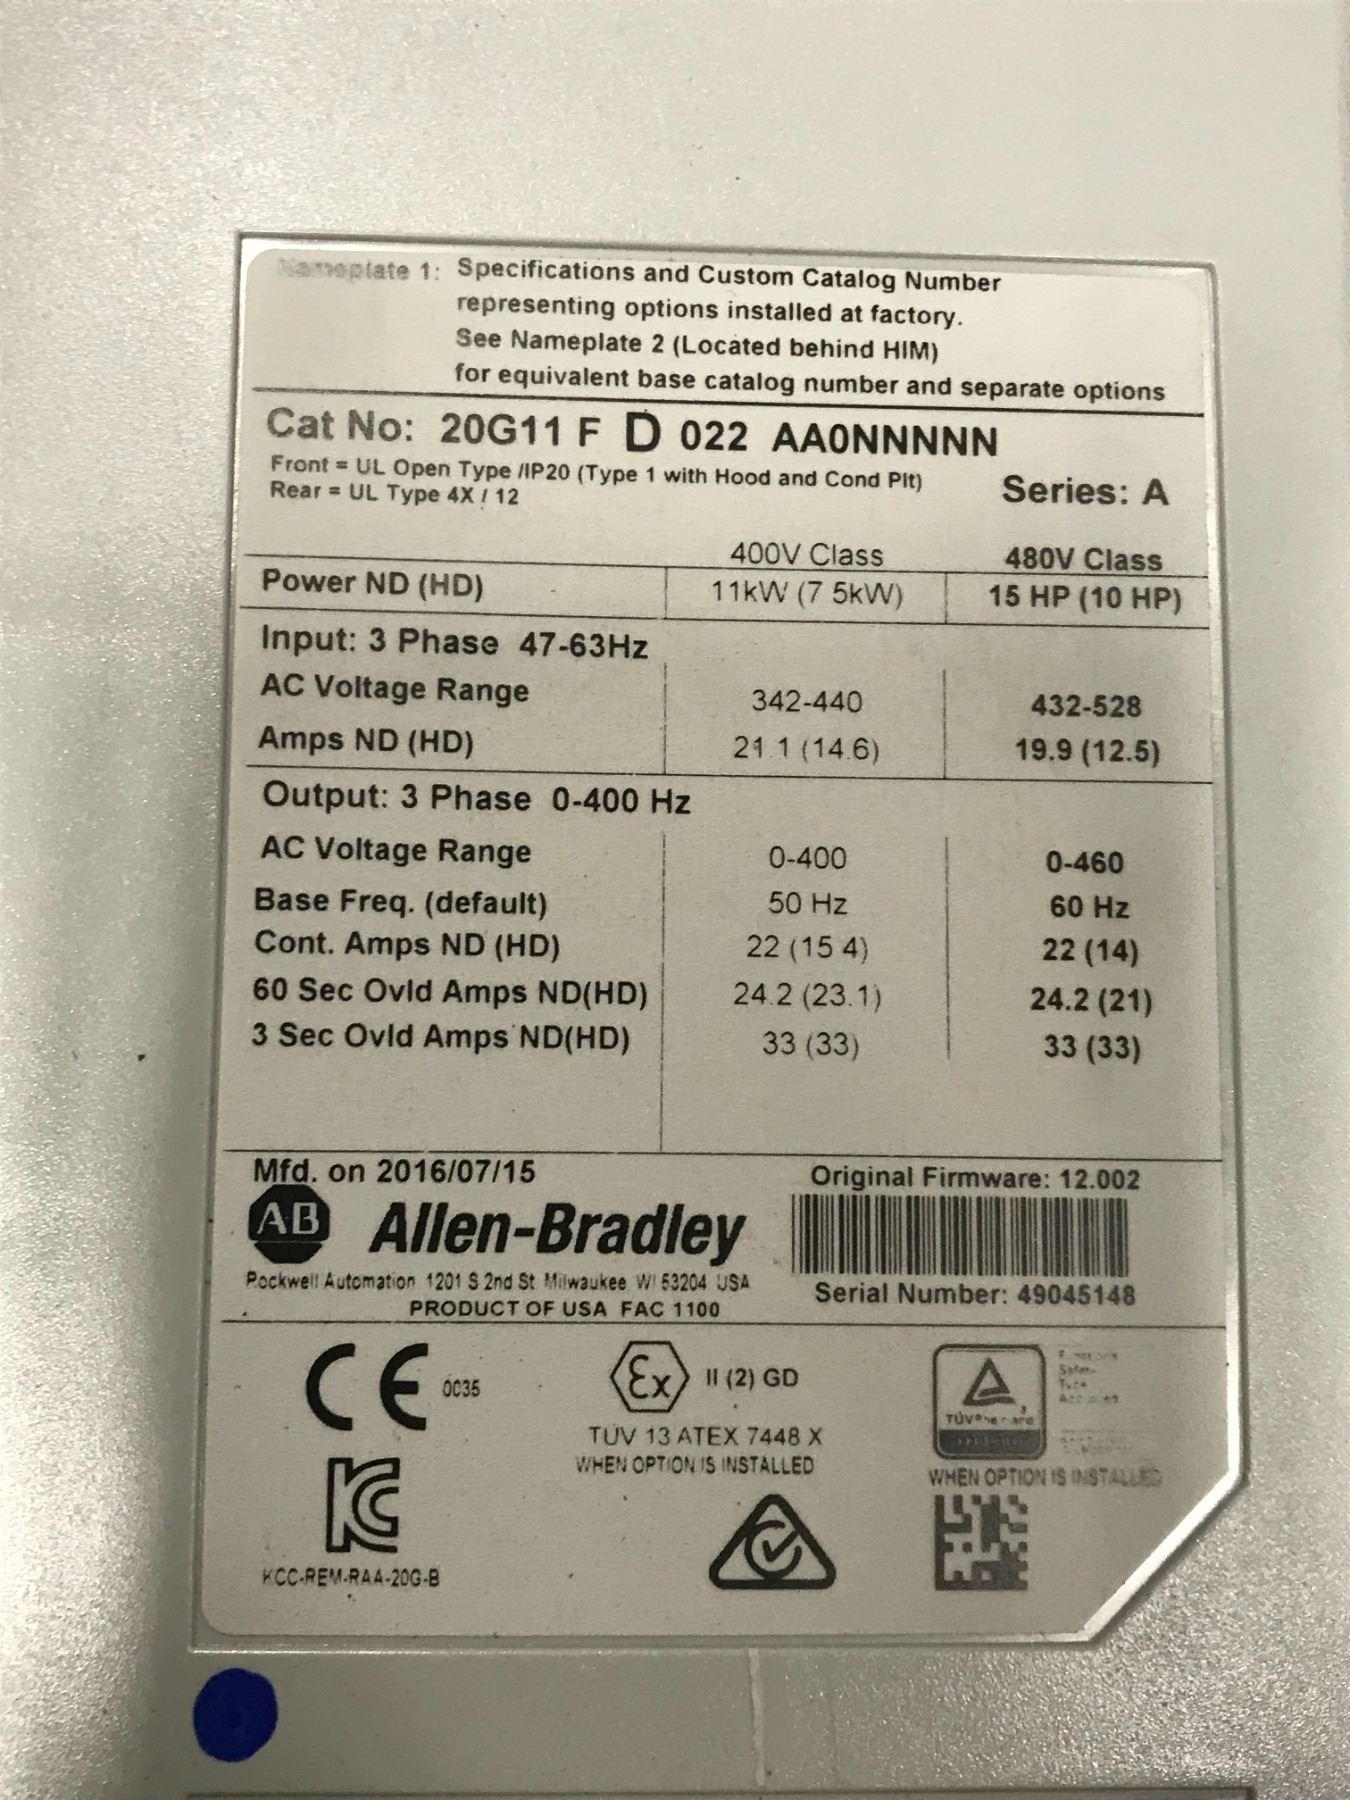 Nameplate 1: Specifications and Custom Catalog Number
representing options installed at factory.
See Nameplate 2 (Located behind HIM)
for equivalent base catalog number and separate options
Cat No: 20G11 F D 022 AA0NNNNN
Front = UL Open Type /IP20 (Type 1 with Hood and Cond Plt)
Rear = UL Type 4X / 12
Series: A
400V Class 480V Class
Power ND (HD) 11kW (7 5kW) 15 HP (10 HP)
Input: 3 Phase 47-63Hz
AC Voltage Range 342-440 432-528
Amps ND (HD) 21 1 (14.6) 19.9 (12.5)
Output: 3 Phase 0-400 Hz
AC Voltage Range 0-400 0-460
Base Freq. (default) 50 Hz 60 Hz
Cont. Amps ND (HD) 22 (15 4) 22 (14)
60 Sec Ovld Amps ND(HD) 24.2 (23.1) 24.2 (21)
3 Sec Ovld Amps ND(HD) 33 (33) 33 (33)
Mfd. on 2016/07/15 Original Firmware: 12.002
AB Allen-Bradley
Rockwell Automation 1201 S 2nd St Milwaukee WI 53204 USA
PRODUCT OF USA FAC 1100
Serial Number: 49045148
CE 0035
Ex II (2) GD
TUV 13 ATEX 7448 X
WHEN OPTION IS INSTALLED
TÜV
WHEN OPTION IS INSTALLED
KCC-REM-RAA-20G-B